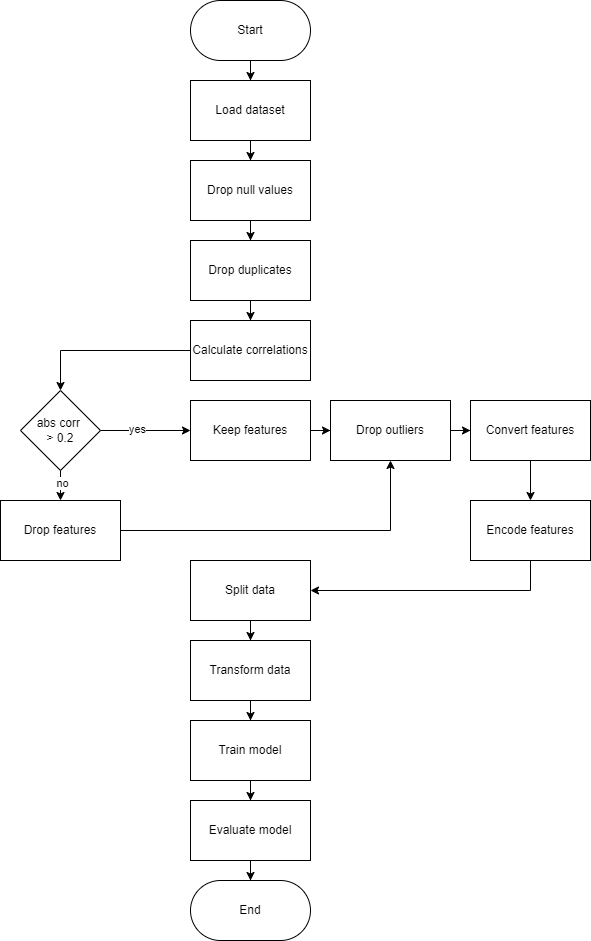 Start
Load dataset
Drop null values
Drop duplicates
Calculate correlations
abs corr
> 0.2
yes
Keep features
Drop outliers
Convert features
no
Drop features
Encode features
Split data
Transform data
Train model
Evaluate model
End